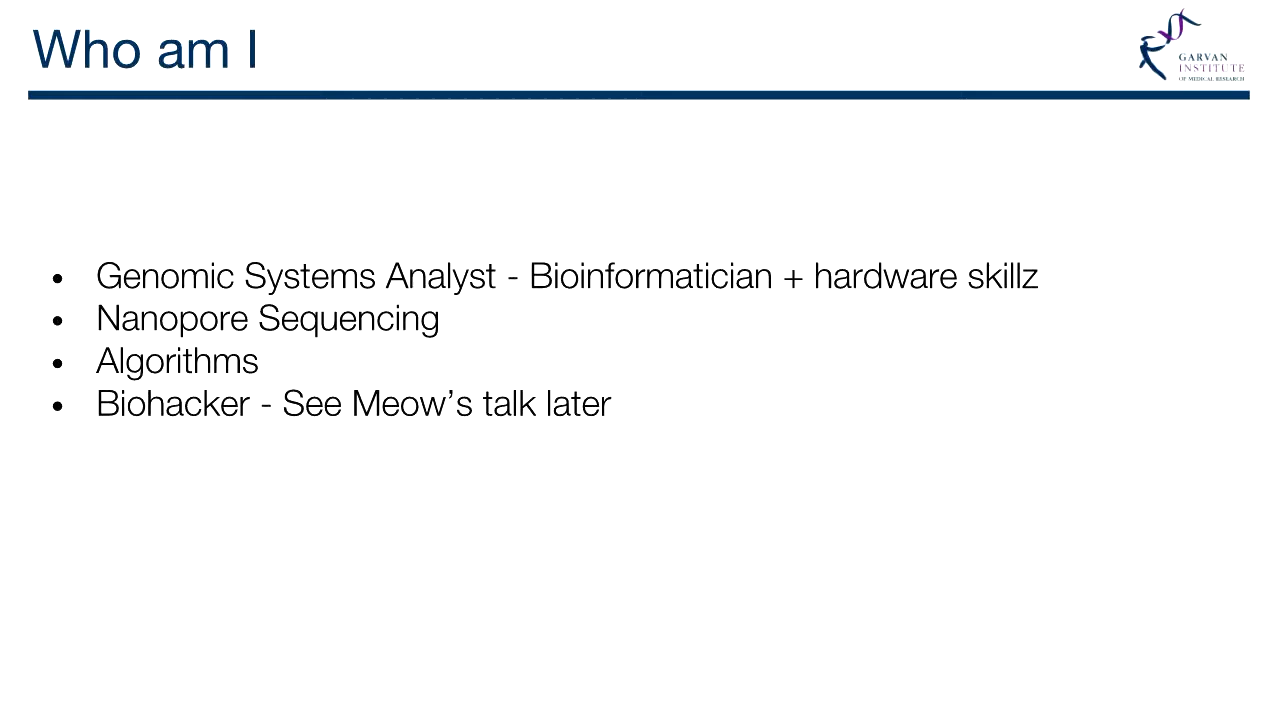 Who am I
GARVAN
INSTITUTE
OF MEDICAL RESEARCH
• Genomic Systems Analyst - Bioinformatician + hardware skillz
• Nanopore Sequencing
• Algorithms
• Biohacker - See Meow’s talk later